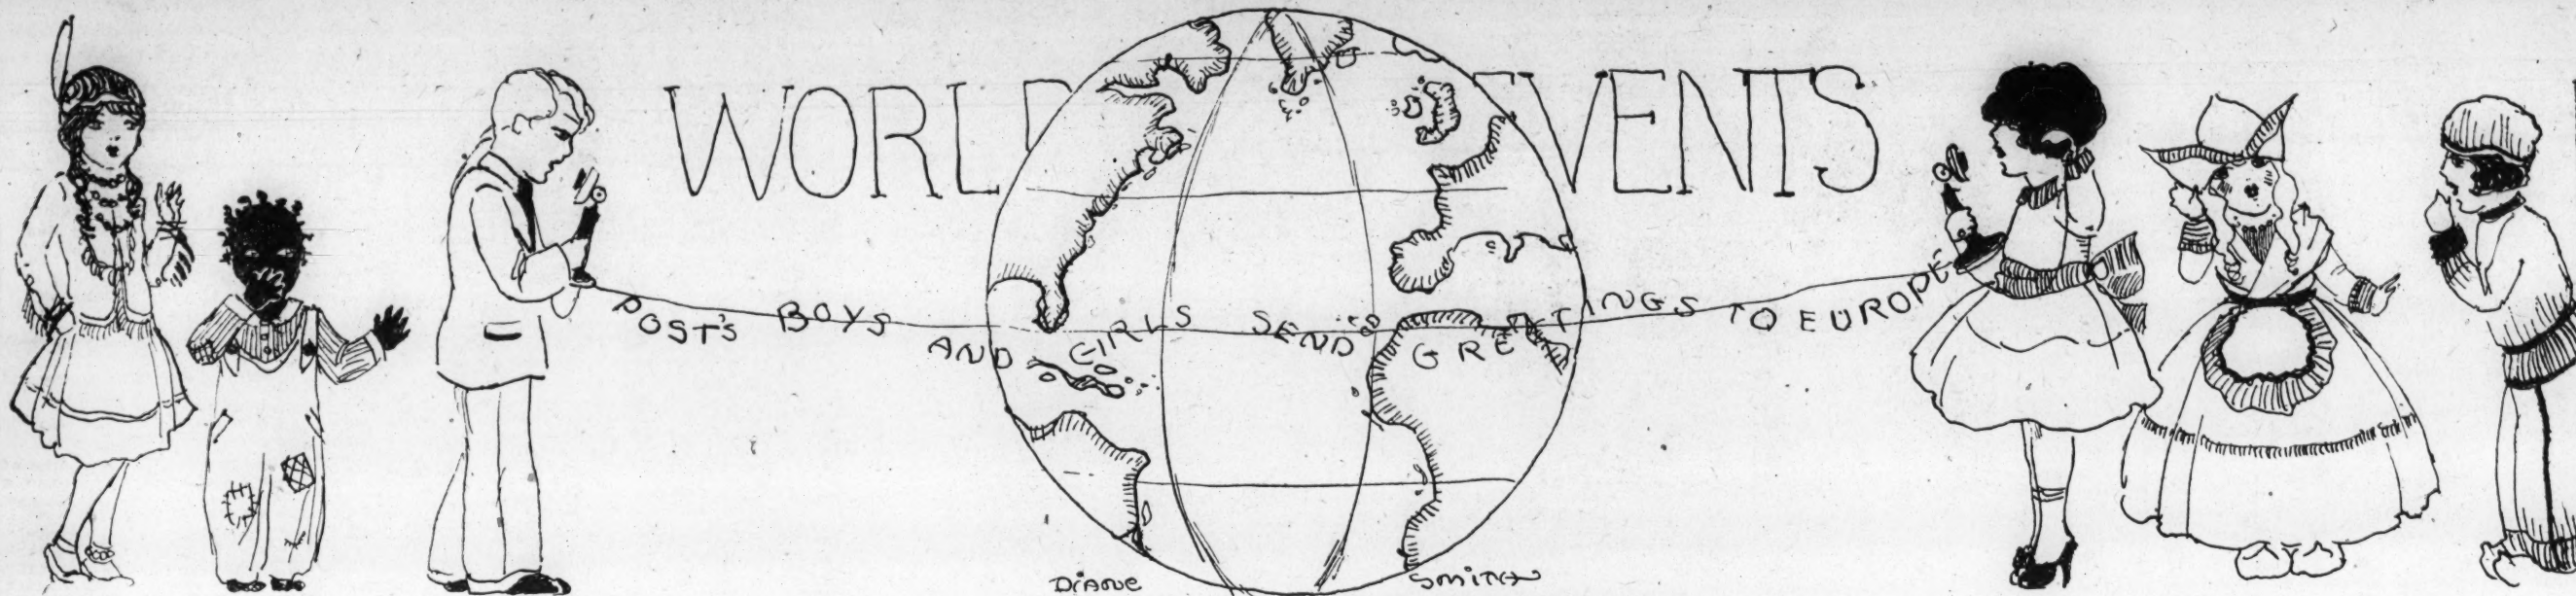 WORLD EVENTS
POST'S BOYS AND GIRLS SEND GREETINGS TO EUROPE
DIANE SMITH